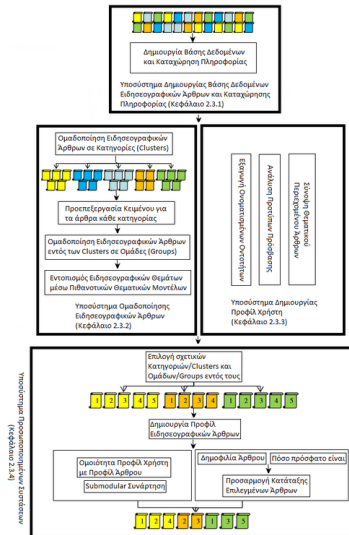 Δημιουργία Βάσης Δεδομένων
και Καταχώρηση Πληροφορίας
Υποσύστημα Δημιουργίας Βάσης Δεδομένων
Ειδησεογραφικών Άρθρων και Καταχώρησης
Πληροφορίας (Κεφάλαιο 2.3.1)
Ομαδοποίηση Ειδησεογραφικών
Άρθρων σε Κατηγορίες (Clusters)
Προεπεξεργασία Κειμένου για
τα άρθρα κάθε κατηγορίας
Ομαδοποίηση Ειδησεογραφικών Άρθρων
εντός των Clusters σε Ομάδες (Groups)
Εντοπισμός Ειδησεογραφικών Θεμάτων
μέσω Πιθανοτικών Θεματικών Μοντέλων
Υποσύστημα Ομαδοποίησης
Ειδησεογραφικών Άρθρων
(Κεφάλαιο 2.3.2)
Εξαγωγή Ονοματισμένων Οντοτήτων
Ανάλυση Προτύπων Πρόσβασης
Σύνοψη Θεματικού
Περιεχομένου Άρθρων
Υποσύστημα Δημιουργίας
Προφίλ Χρήστη
(Κεφάλαιο 2.3.3)
Υποσύστημα Προσωποποιημένων Συστάσεων
(Κεφάλαιο 2.3.4)
Επιλογή σχετικών
Κατηγοριών/Clusters και
Ομάδων/Groups εντός τους
1 2 3 4 5 1 2 3 4 1 2 3 4 5
Δημιουργία Προφίλ
Ειδησεογραφικών Άρθρων
Ομοιότητα Προφίλ Χρήστη
με Προφίλ Άρθρου
Submodular Συνάρτηση
Δημοφιλία Άρθρου
Πόσο πρόσφατο είναι
Προσαρμογή Κατάταξης
Επιλεγμένων Άρθρων
1 2 4 2 3 1 3 5